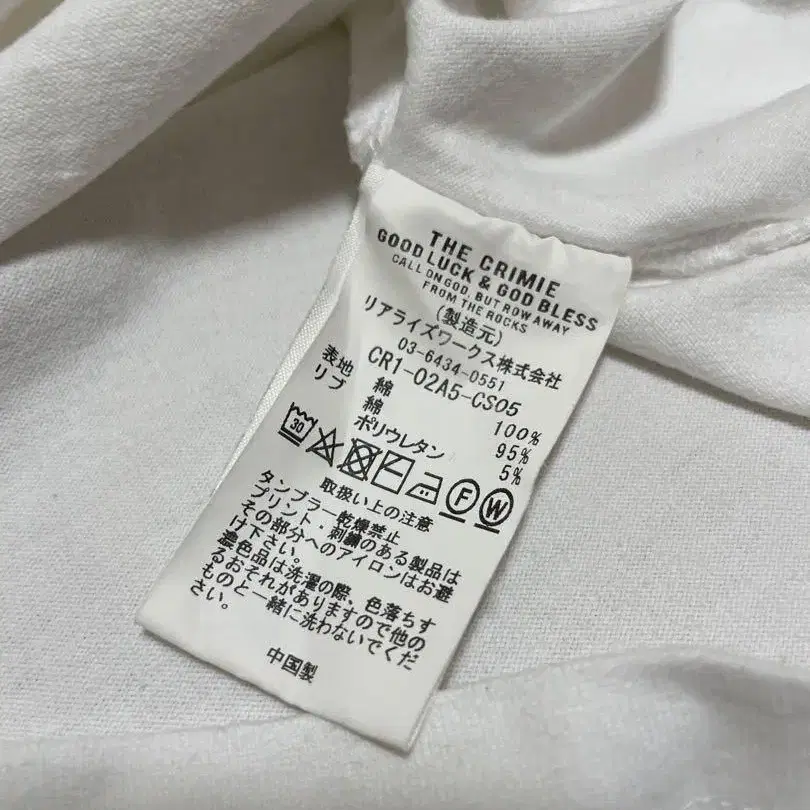 THE CRIMIE
GOOD LUCK & GOD BLESS
CALL ON GOD, BUT ROW AWAY
FROM THE ROCKS
(製造元)
リアライズワークス株式会社
03-6434-0551
CR1-02A5-CS05
表地 綿 100%
リブ 綿 95%
ポリウレタン 5%
30 F W
取扱い上の注意
タンブラー乾燥禁止
プリント・刺繍のある製品は
その部分へのアイロンはお避
け下さい。
濃色品は洗濯の際、色落ちす
るおそれがありますので他の
ものと一緒に洗わないでくだ
さい。
中国製